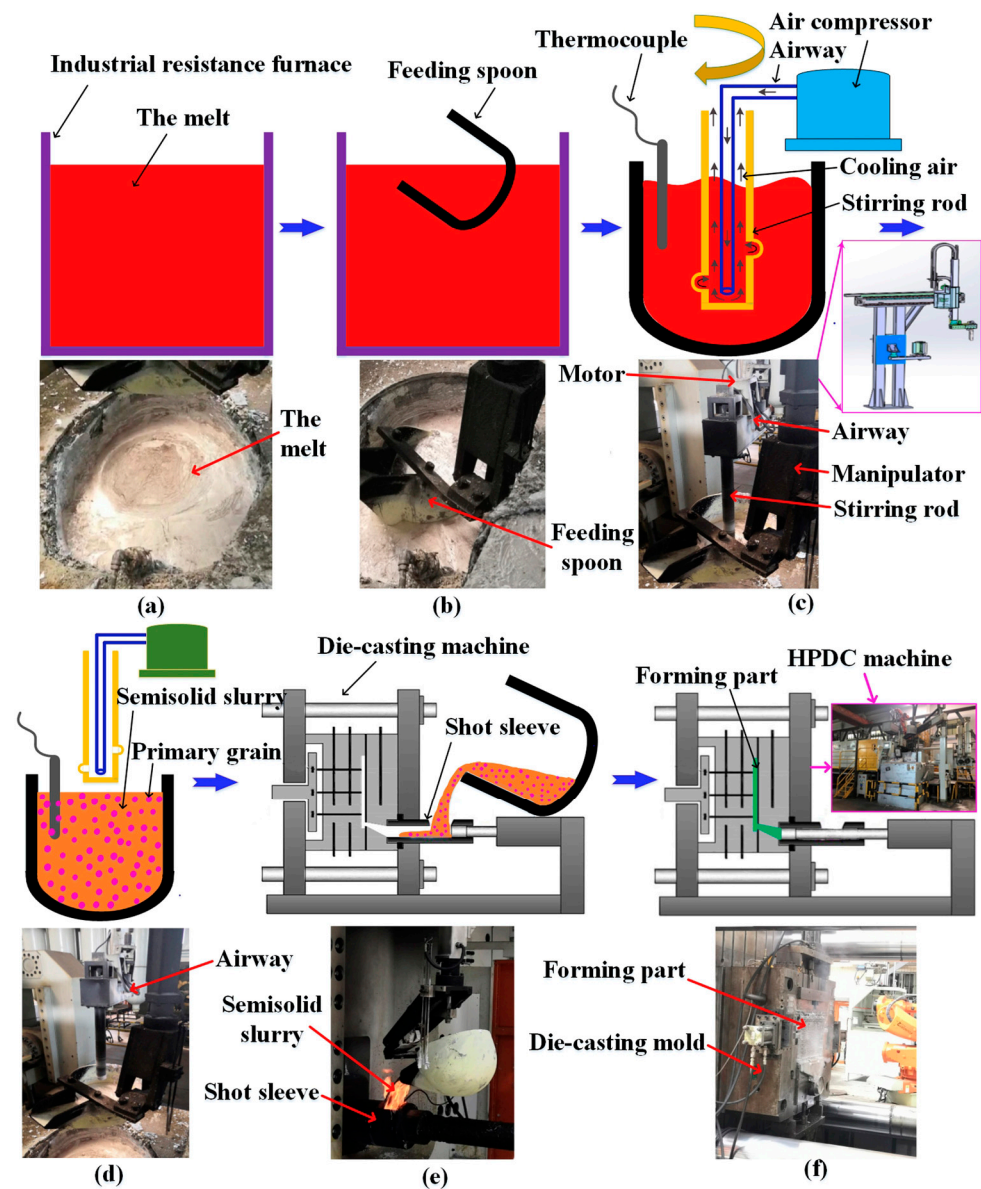 Industrial resistance furnace
The melt
Feeding spoon
Thermocouple
Air compressor
Airway
Cooling air
Stirring rod
The
melt
Feeding
spoon
Motor
Airway
Manipulator
Stirring rod
(a)
(b)
(c)
Semisolid slurry
Primary grain
Die-casting machine
Shot sleeve
Forming part
HPDC machine
Airway
Semisolid
slurry
Shot sleeve
Forming part
Die-casting mold
(d)
(e)
(f)